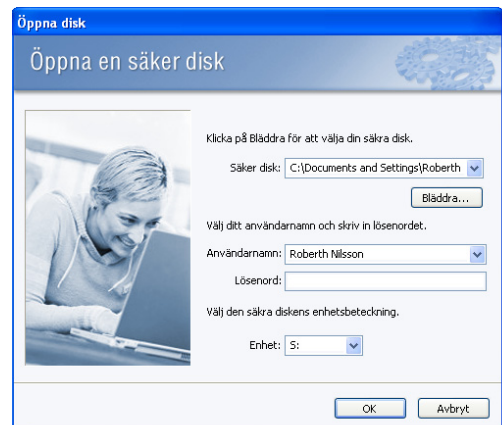 Öppna disk
Öppna en säker disk
Klicka på Bläddra för att välja din säkra disk.
Säker disk: C:\Documents and Settings\Roberth
Bläddra...
Välj ditt användarnamn och skriv in lösenordet.
Användarnamn: Roberth Nilsson
Lösenord:
Välj den säkra diskens enhetsbeteckning.
Enhet: S:
OK Avbryt